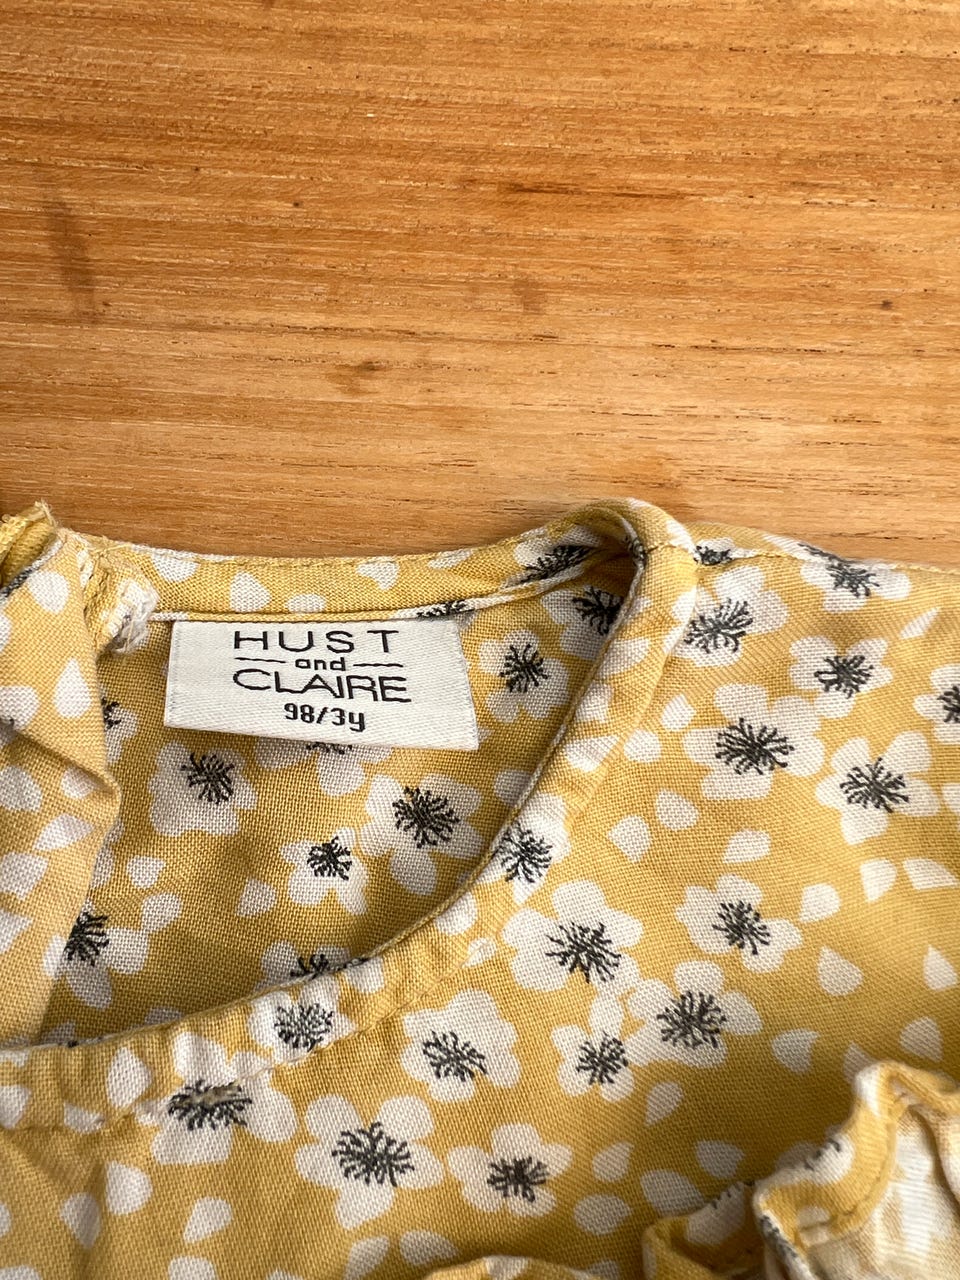 HUST
and
CLAIRE
98/3y